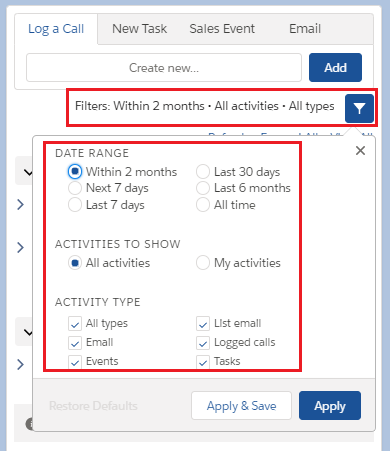 Log a Call New Task Sales Event Email
Create new... Add
Filters: Within 2 months • All activities • All types
DATE RANGE
Within 2 months Last 30 days
Next 7 days Last 6 months
Last 7 days All time
ACTIVITIES TO SHOW
All activities My activities
ACTIVITY TYPE
All types LIst emall
Emall Logged calls
Events Tasks
Restore Defaults Apply & Save Apply